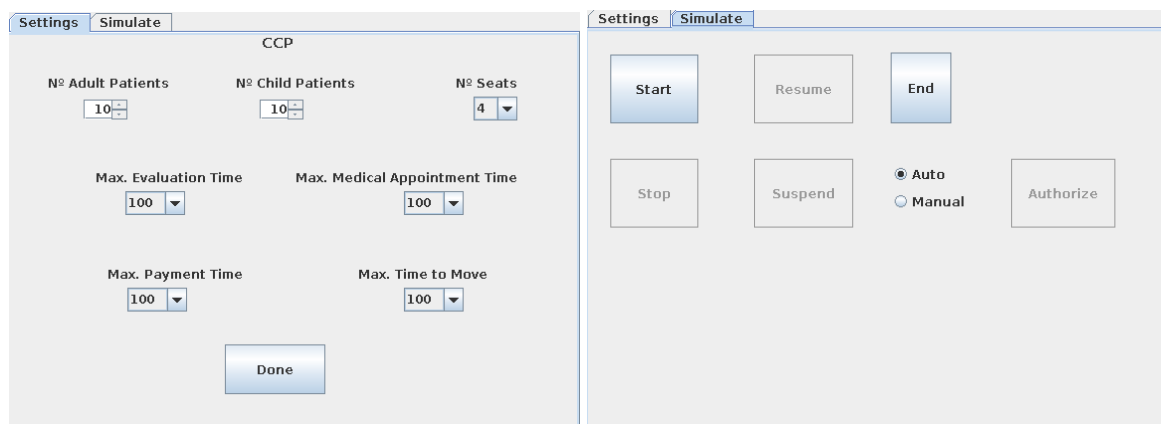 Settings Simulate
CCP
Nº Adult Patients Nº Child Patients Nº Seats
10 10 4
Max. Evaluation Time Max. Medical Appointment Time
100 100
Max. Payment Time Max. Time to Move
100 100
Done
Settings Simulate
Start Resume End
Stop Suspend Auto Authorize
Manual